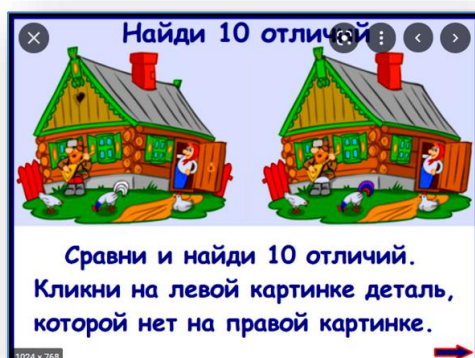 Найди 10 отличий
Сравни и найди 10 отличий.
Кликни на левой картинке деталь,
которой нет на правой картинке.
1024 x 768